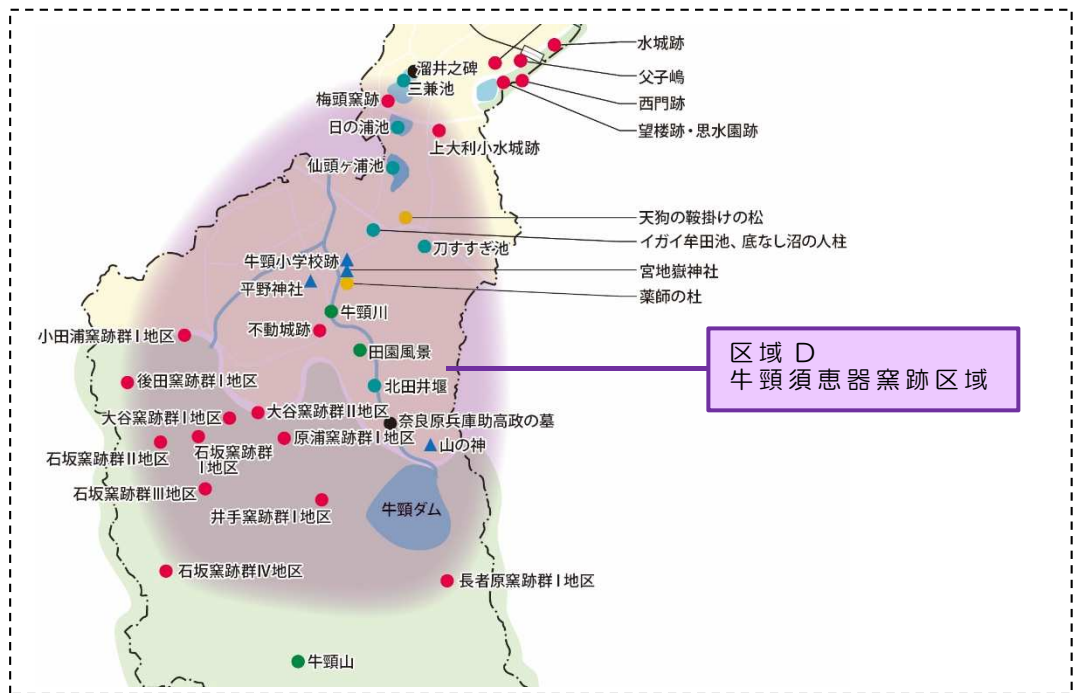 水城跡
溜井之碑
父子嶋
三兼池
梅頭窯跡
西門跡
日の浦池
望楼跡・思水園跡
上大利小水城跡
仙頭ヶ浦池
天狗の鞍掛けの松
イガイ牟田池、底なし沼の人柱
刀すすぎ池
牛頸小学校跡
宮地嶽神社
平野神社
薬師の杜
牛頸川
不動城跡
小田浦窯跡群Ⅰ地区
田園風景
区域 D
牛頸須恵器窯跡区域
後田窯跡群Ⅰ地区
北田井堰
大谷窯跡群Ⅱ地区
大谷窯跡群Ⅰ地区
奈良原兵庫助高政の墓
原浦窯跡群Ⅰ地区
山の神
石坂窯跡群
Ⅰ地区
石坂窯跡群Ⅱ地区
石坂窯跡群Ⅲ地区
井手窯跡群Ⅰ地区
牛頸ダム
石坂窯跡群Ⅳ地区
長者原窯跡群Ⅰ地区
牛頸山